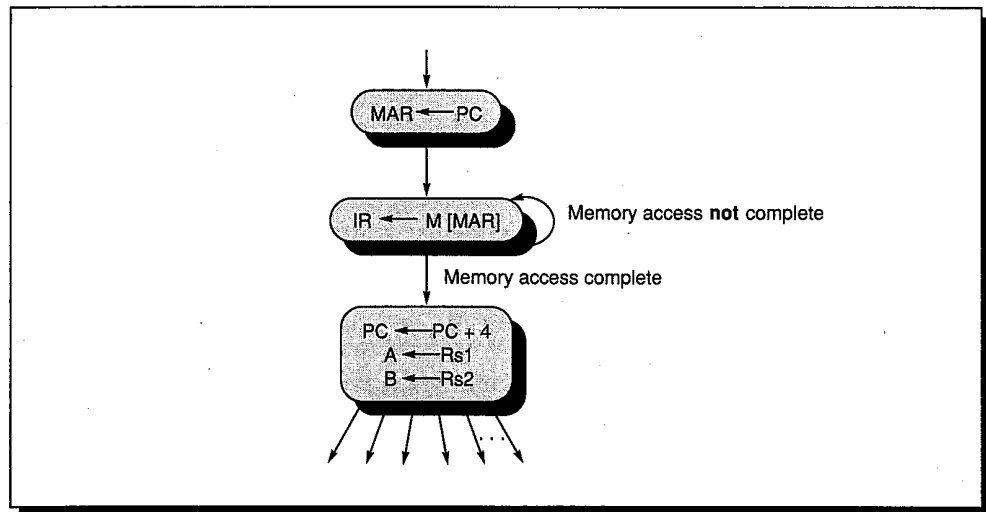 MAR ← PC
IR ← M [MAR]
Memory access not complete
Memory access complete
PC ← PC + 4
A ← Rs1
B ← Rs2
...